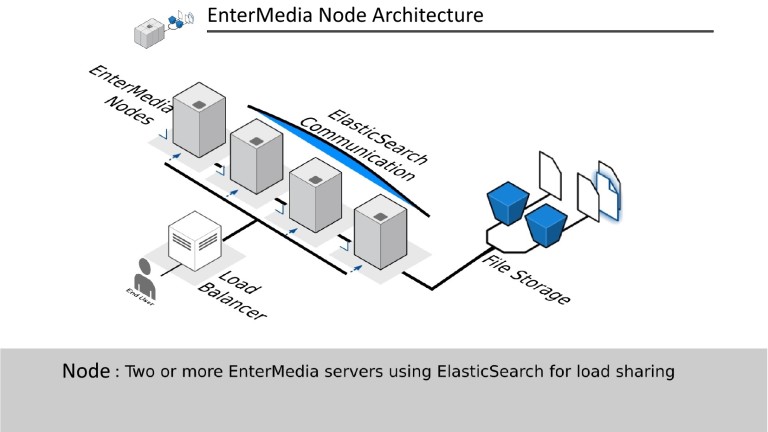 EnterMedia Node Architecture
EnterMedia
Nodes
ElasticSearch
Communication
Load
Balancer
End User
File Storage
Node : Two or more EnterMedia servers using ElasticSearch for load sharing